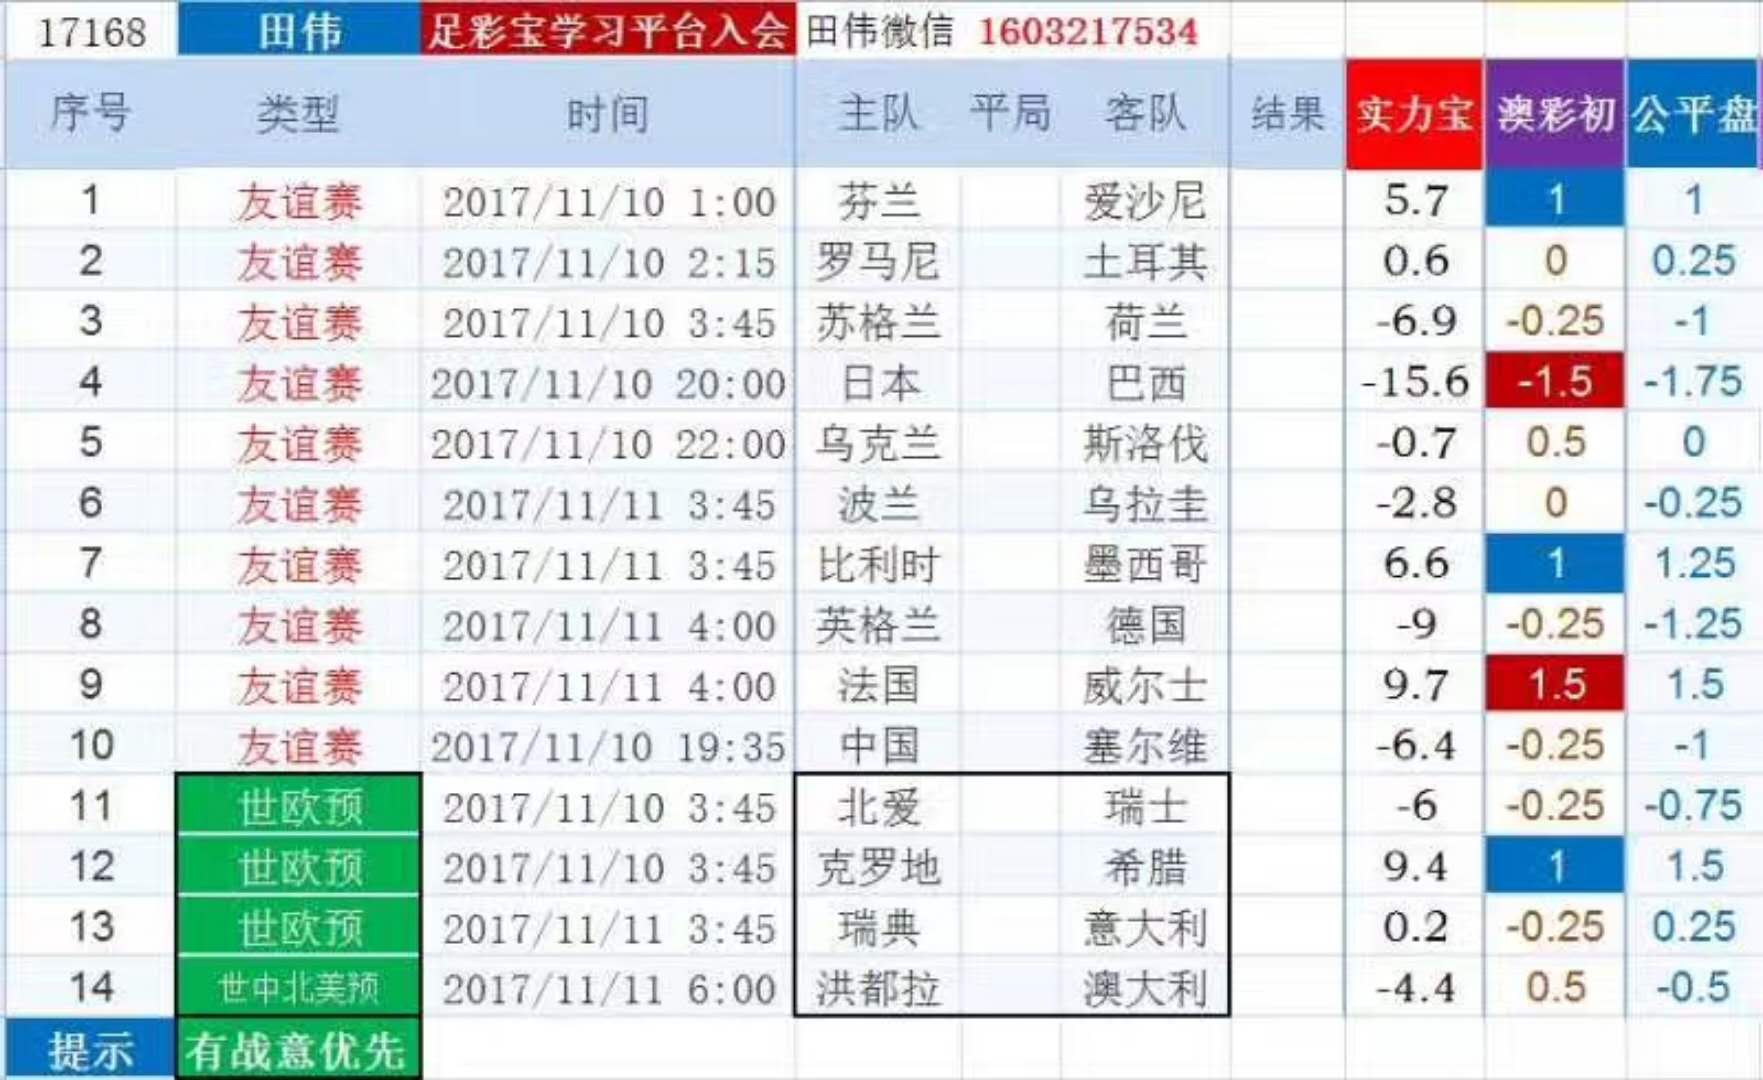 17168 田伟 足彩宝学习平台入会 田伟微信 1603217534
序号 类型 时间 主队 平局 客队 结果 实力宝 澳彩初 公平盘
1 友谊赛 2017/11/10 1:00 芬兰 爱沙尼 5.7 1 1
2 友谊赛 2017/11/10 2:15 罗马尼 土耳其 0.6 0 0.25
3 友谊赛 2017/11/10 3:45 苏格兰 荷兰 -6.9 -0.25 -1
4 友谊赛 2017/11/10 20:00 日本 巴西 -15.6 -1.5 -1.75
5 友谊赛 2017/11/10 22:00 乌克兰 斯洛伐 -0.7 0.5 0
6 友谊赛 2017/11/11 3:45 波兰 乌拉圭 -2.8 0 -0.25
7 友谊赛 2017/11/11 3:45 比利时 墨西哥 6.6 1 1.25
8 友谊赛 2017/11/11 4:00 英格兰 德国 -9 -0.25 -1.25
9 友谊赛 2017/11/11 4:00 法国 威尔士 9.7 1.5 1.5
10 友谊赛 2017/11/10 19:35 中国 塞尔维 -6.4 -0.25 -1
11 世欧预 2017/11/10 3:45 北爱 瑞士 -6 -0.25 -0.75
12 世欧预 2017/11/10 3:45 克罗地 希腊 9.4 1 1.5
13 世欧预 2017/11/11 3:45 瑞典 意大利 0.2 -0.25 0.25
14 世中北美预 2017/11/11 6:00 洪都拉 澳大利 -4.4 0.5 -0.5
提示 有战意优先